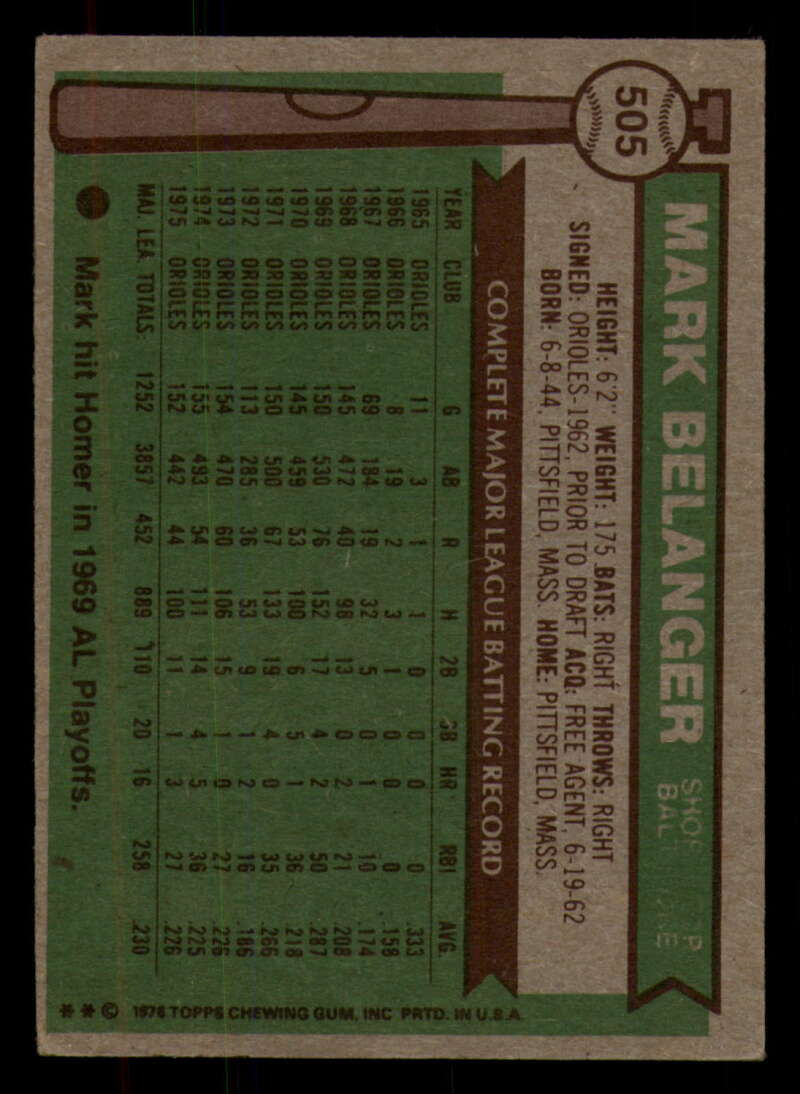 505
MARK BELANGER
HEIGHT: 6'2" WEIGHT: 175 BATS: RIGHT THROWS: RIGHT
SIGNED: ORIOLES-1962, PRIOR TO DRAFT ACQ: FREE AGENT, 6-19-62
BORN: 6-8-44, PITTSFIELD, MASS. HOME: PITTSFIELD, MASS.
COMPLETE MAJOR LEAGUE BATTING RECORD
YEAR CLUB G AB R H 2B 3B HR RBI AVG.
1965 ORIOLES 11 3 1 1 0 0 0 0 .333
1966 ORIOLES 8 19 2 3 1 0 0 0 .158
1967 ORIOLES 69 184 19 32 5 0 1 10 .174
1968 ORIOLES 145 472 40 98 13 0 2 21 .208
1969 ORIOLES 150 530 76 152 17 4 2 50 .287
1970 ORIOLES 145 459 53 100 6 5 1 36 .218
1971 ORIOLES 150 500 67 133 19 4 0 35 .266
1972 ORIOLES 113 285 36 53 9 1 2 16 .186
1973 ORIOLES 154 470 60 106 15 1 0 27 .226
1974 ORIOLES 155 493 54 111 14 4 5 36 .225
1975 ORIOLES 152 442 44 100 11 1 3 27 .226
MAJ. LEA. TOTALS: 1252 3857 452 889 110 20 16 258 .230
Mark hit Homer in 1969 AL Playoffs.
* * © 1976 TOPPS CHEWING GUM, INC PRTD. IN U.S.A.